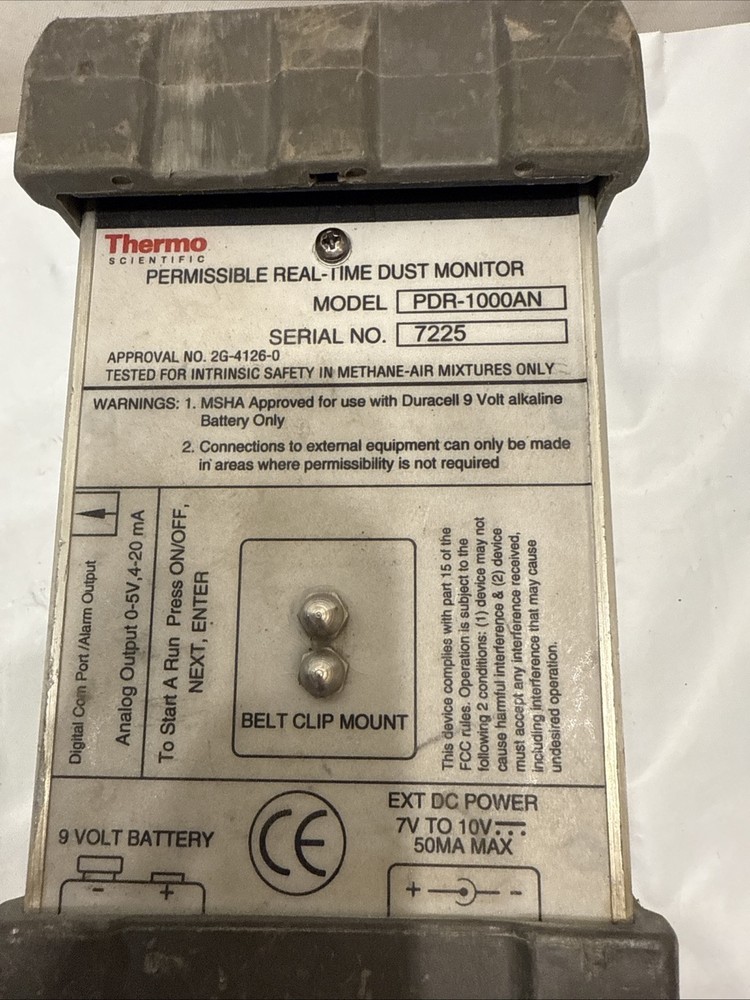 Thermo
SCIENTIFIC
PERMISSIBLE REAL-TIME DUST MONITOR
MODEL PDR-1000AN
SERIAL NO. 7225
APPROVAL NO. 2G-4126-0
TESTED FOR INTRINSIC SAFETY IN METHANE-AIR MIXTURES ONLY
WARNINGS: 1. MSHA Approved for use with Duracell 9 Volt alkaline
Battery Only
2. Connections to external equipment can only be made
in areas where permissibility is not required
Digital Com Port /Alarm Output
Analog Output 0-5V,4-20 mA
To Start A Run Press ON/OFF,
NEXT, ENTER
BELT CLIP MOUNT
This device complies with part 15 of the
FCC rules. Operation is subject to the
following 2 conditions: (1) device may not
cause harmful interference & (2) device
must accept any interference received,
including interference that may cause
undesired operation.
9 VOLT BATTERY
- +
CE
EXT DC POWER
7V TO 10V
50MA MAX
+ -